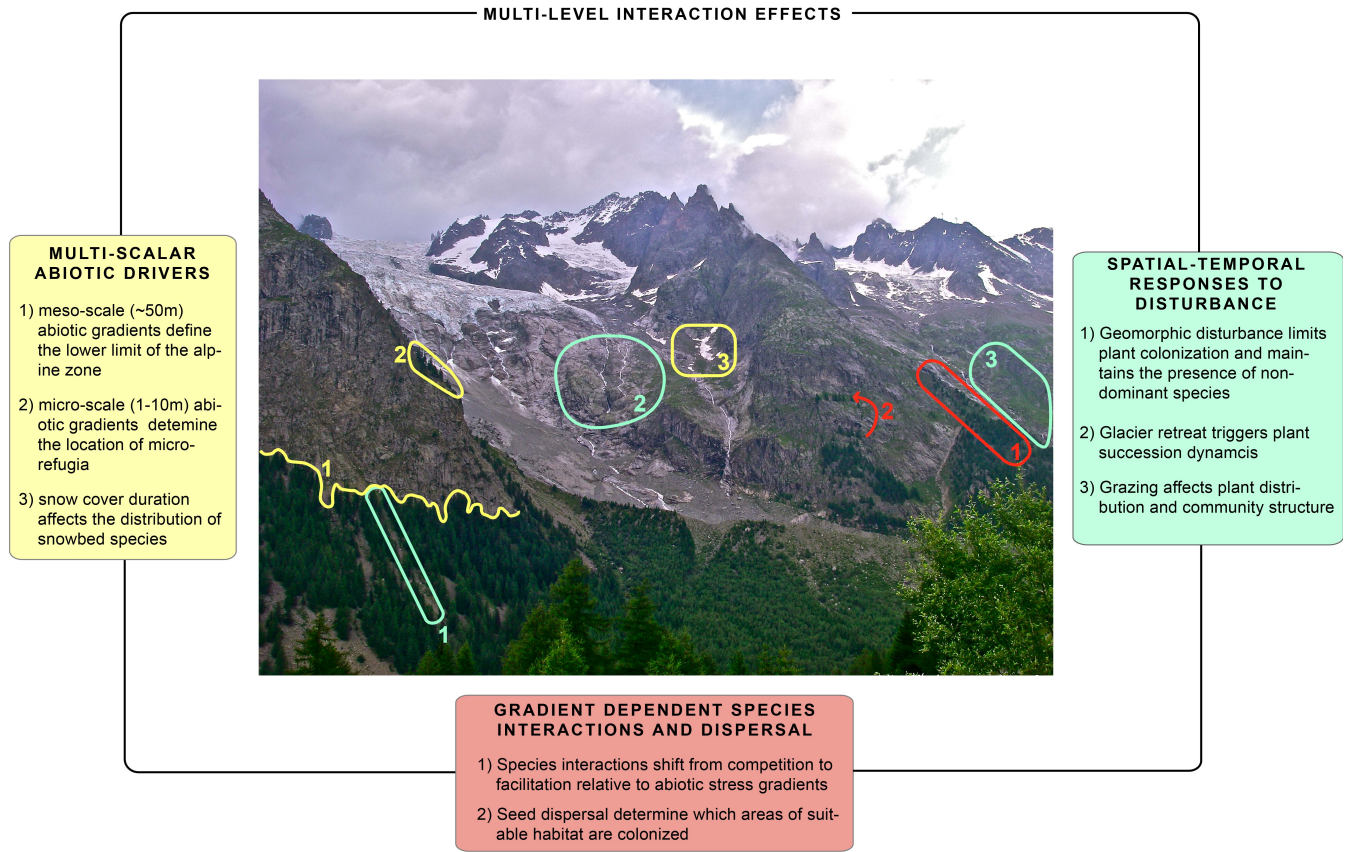 MULTI-LEVEL INTERACTION EFFECTS
MULTI-SCALAR
ABIOTIC DRIVERS
1) meso-scale (~50m)
abiotic gradients define
the lower limit of the alp-
ine zone
2) micro-scale (1-10m) abi-
otic gradients detemine
the location of micro-
refugia
3) snow cover duration
affects the distribution of
snowbed species
2
3
2
1
1
2
1
3
SPATIAL-TEMPORAL
RESPONSES TO
DISTURBANCE
1) Geomorphic disturbance limits
plant colonization and main-
tains the presence of non-
dominant species
2) Glacier retreat triggers plant
succession dynamcis
3) Grazing affects plant distri-
bution and community structure
GRADIENT DEPENDENT SPECIES
INTERACTIONS AND DISPERSAL
1) Species interactions shift from competition to
facilitation relative to abiotic stress gradients
2) Seed dispersal determine which areas of suit-
able habitat are colonized